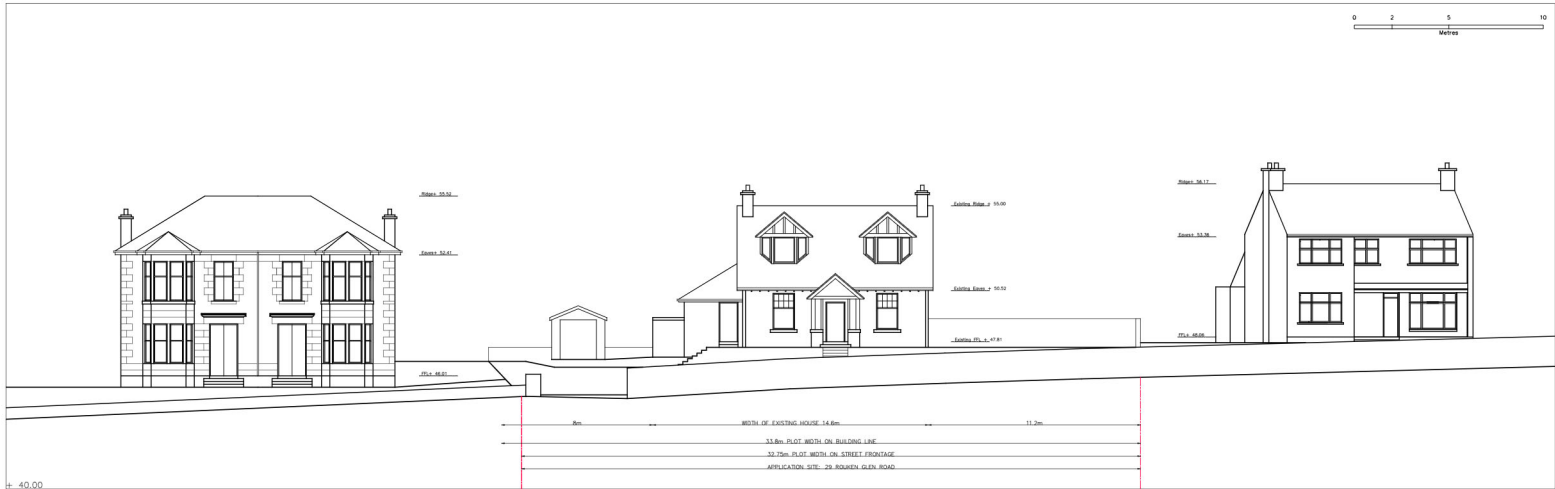 0 2 5 10
Metres
Ridge+ 55.52
Eaves+ 52.41
FFL+ 46.01
Existing Ridge + 55.00
Existing Eaves + 50.52
Existing FFL + 47.81
Ridge+ 56.17
Eaves+ 53.36
8m
WIDTH OF EXISTING HOUSE 14.6m
11.2m
33.8m PLOT WIDTH ON BUILDING LINE
32.75m PLOT WIDTH ON STREET FRONTAGE
APPLICATION SITE: 29 ROUKEN GLEN ROAD
+ 40.00